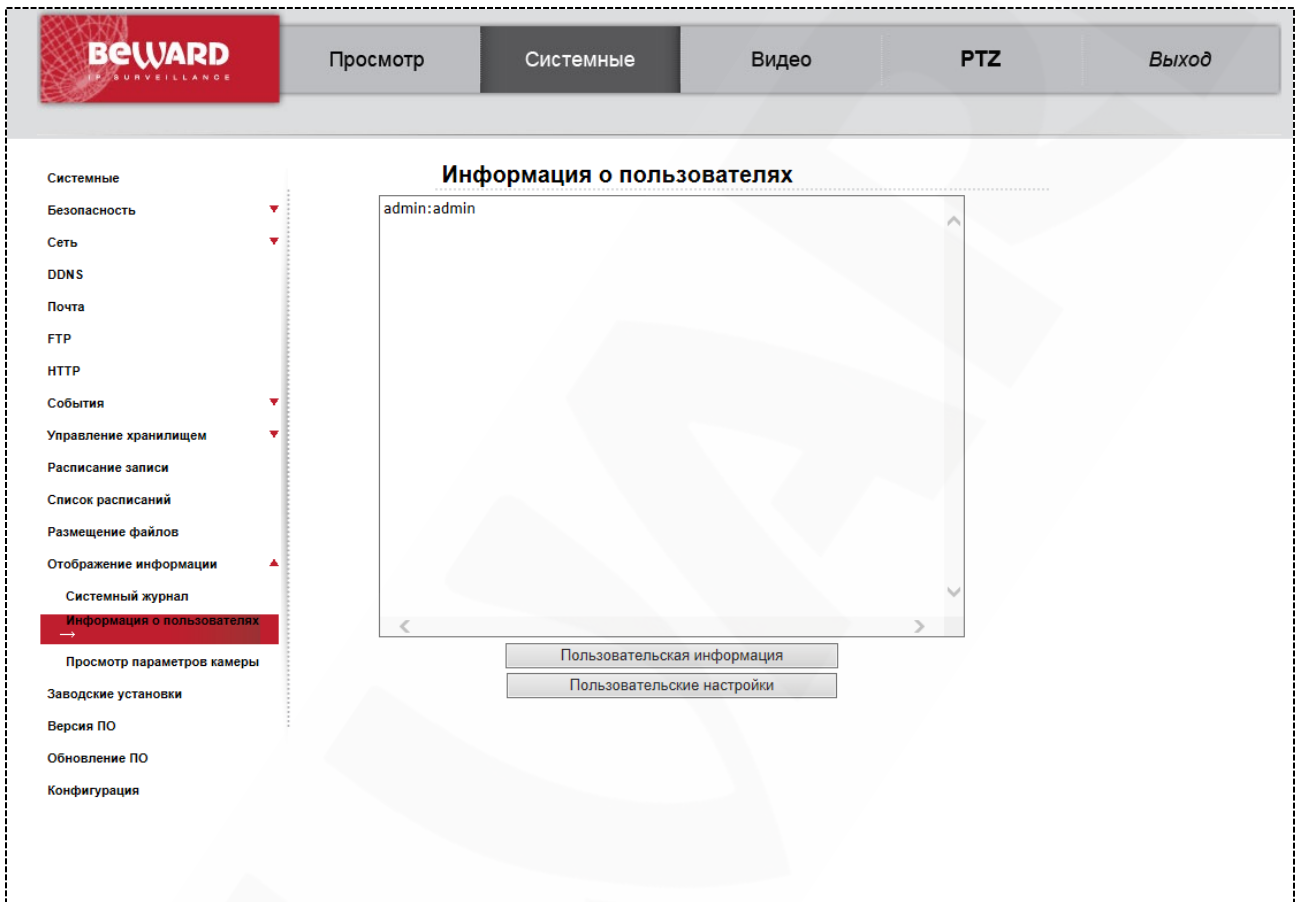 BEWARD
IP SURVEILLANCE
Просмотр
Системные
Видео
PTZ
Выход
Информация о пользователях
Системные
Безопасность
Сеть
DDNS
Почта
FTP
HTTP
События
Управление хранилищем
Расписание записи
Список расписаний
Размещение файлов
Отображение информации
Системный журнал
Информация о пользователях
→
Просмотр параметров камеры
Заводские установки
Версия ПО
Обновление ПО
Конфигурация
admin:admin
Пользовательская информация
Пользовательские настройки